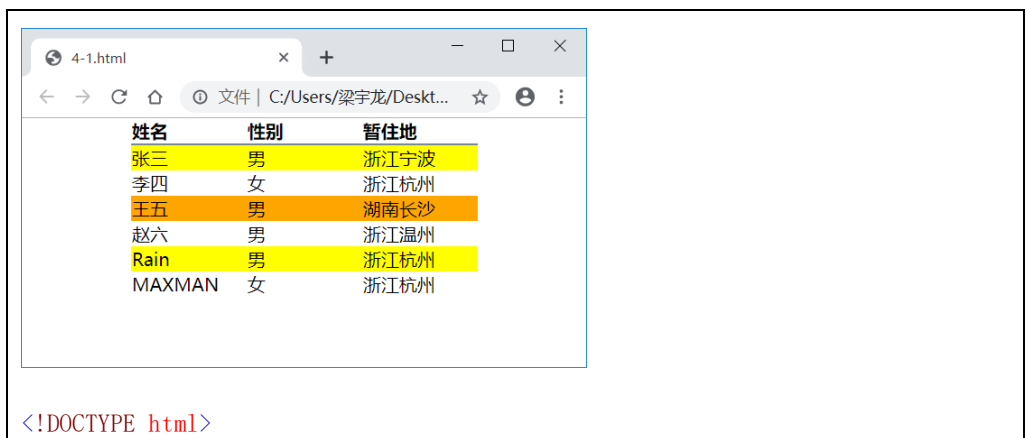 4-1.html
文件 | C:/Users/梁宇龙/Deskt...
姓名 性别 暂住地
张三 男 浙江宁波
李四 女 浙江杭州
王五 男 湖南长沙
赵六 男 浙江温州
Rain 男 浙江杭州
MAXMAN 女 浙江杭州
<!DOCTYPE html>